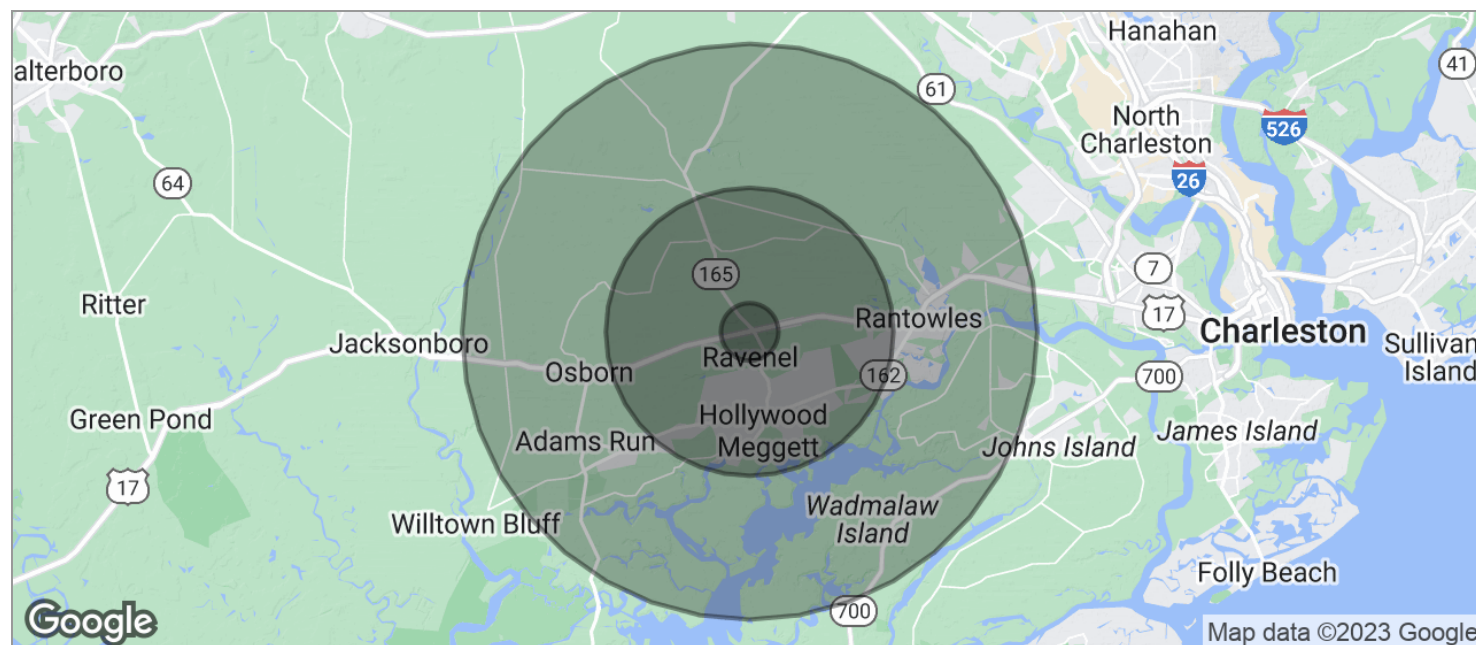 Hanahan
41
alterboro
61
North
Charleston
526
26
64
165
7
Ritter
17
Rantowles
Charleston
Jacksonboro
Ravenel
Sullivan
Island
Osborn
162
700
Green Pond
Hollywood
Meggett
Adams Run
Johns Island
James Island
17
Wadmalaw
Island
Willtown Bluff
Folly Beach
700
Google
Map data ©2023 Google